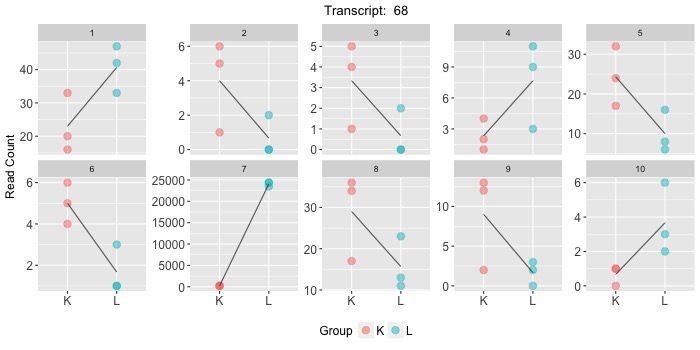 Transcript: 68
1 2 3 4 5
40 30 20
6 4 2 0
5 4 3 2 1 0
9 6 3
30 20 10
Read Count
6 7 8 9 10
6 4 2
25000 20000 15000 10000 5000 0
30 20 10
10 5 0
6 4 2 0
K L K L K L K L K L
Group K L